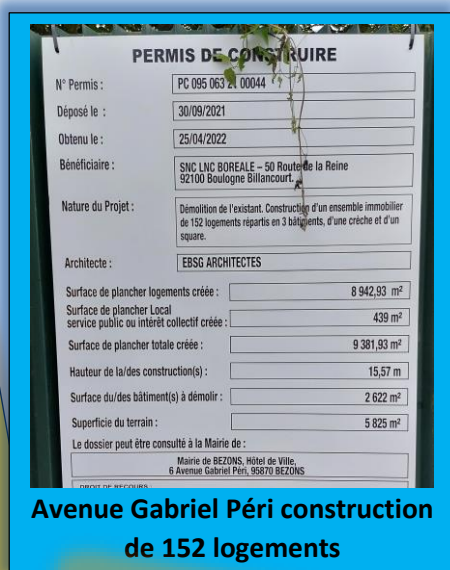 PERMIS DE CONSTRUIRE
N° Permis : PC 095 063 21 00044
Déposé le : 30/09/2021
Obtenu le : 25/04/2022
Bénéficiaire : SNC LNC BOREALE – 50 Route de la Reine
92100 Boulogne Billancourt.
Nature du Projet : Démolition de l'existant. Construction d'un ensemble immobilier
de 152 logements répartis en 3 bâtiments, d'une crèche et d'un
square.
Architecte : EBSG ARCHITECTES
Surface de plancher logements créée : 8 942,93 m²
Surface de plancher Local
service public ou intérêt collectif créée : 439 m²
Surface de plancher totale créée : 9 381,93 m²
Hauteur de la/des construction(s) : 15,57 m
Surface du/des bâtiment(s) à démolir : 2 622 m²
Superficie du terrain : 5 825 m²
Le dossier peut être consulté à la Mairie de :
Mairie de BEZONS, Hôtel de Ville,
6 Avenue Gabriel Péri, 95870 BEZONS
DROIT DE RECOURS :
Avenue Gabriel Péri construction
de 152 logements